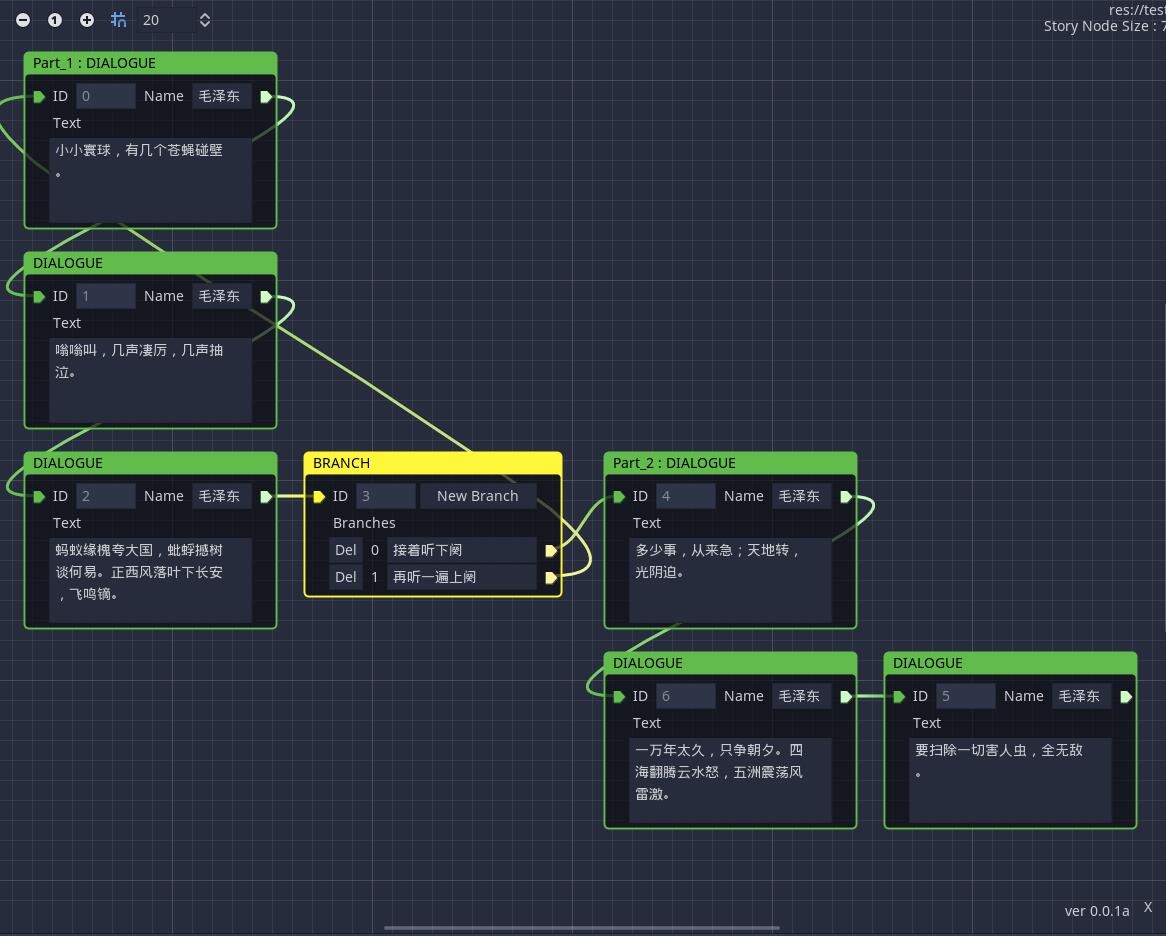 1
20
res://test
Story Node Size : 7
Part_1 : DIALOGUE
ID 0 Name 毛泽东
Text
小小寰球，有几个苍蝇碰壁
。
DIALOGUE
ID 1 Name 毛泽东
Text
嗡嗡叫，几声凄厉，几声抽
泣。
DIALOGUE
ID 2 Name 毛泽东
Text
蚂蚁缘槐夸大国，蚍蜉撼树
谈何易。正西风落叶下长安
，飞鸣镝。
BRANCH
ID 3 New Branch
Branches
Del 0 接着听下阕
Del 1 再听一遍上阕
Part_2 : DIALOGUE
ID 4 Name 毛泽东
Text
多少事，从来急；天地转，
光阴迫。
DIALOGUE
ID 6 Name 毛泽东
Text
一万年太久，只争朝夕。四
海翻腾云水怒，五洲震荡风
雷激。
DIALOGUE
ID 5 Name 毛泽东
Text
要扫除一切害人虫，全无敌
。
ver 0.0.1a X